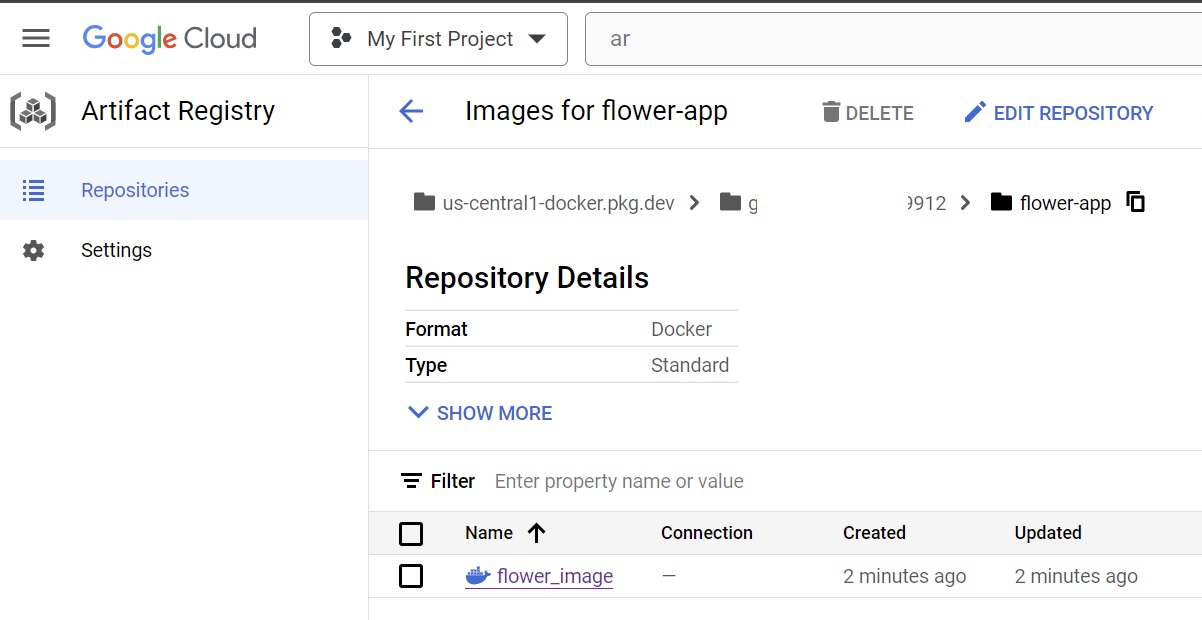 Google Cloud
My First Project
ar
Artifact Registry
Images for flower-app
DELETE
EDIT REPOSITORY
Repositories
Settings
us-central1-docker.pkg.dev
g
9912
flower-app
Repository Details
Format Docker
Type Standard
SHOW MORE
Filter Enter property name or value
Name Connection Created Updated
flower_image — 2 minutes ago 2 minutes ago